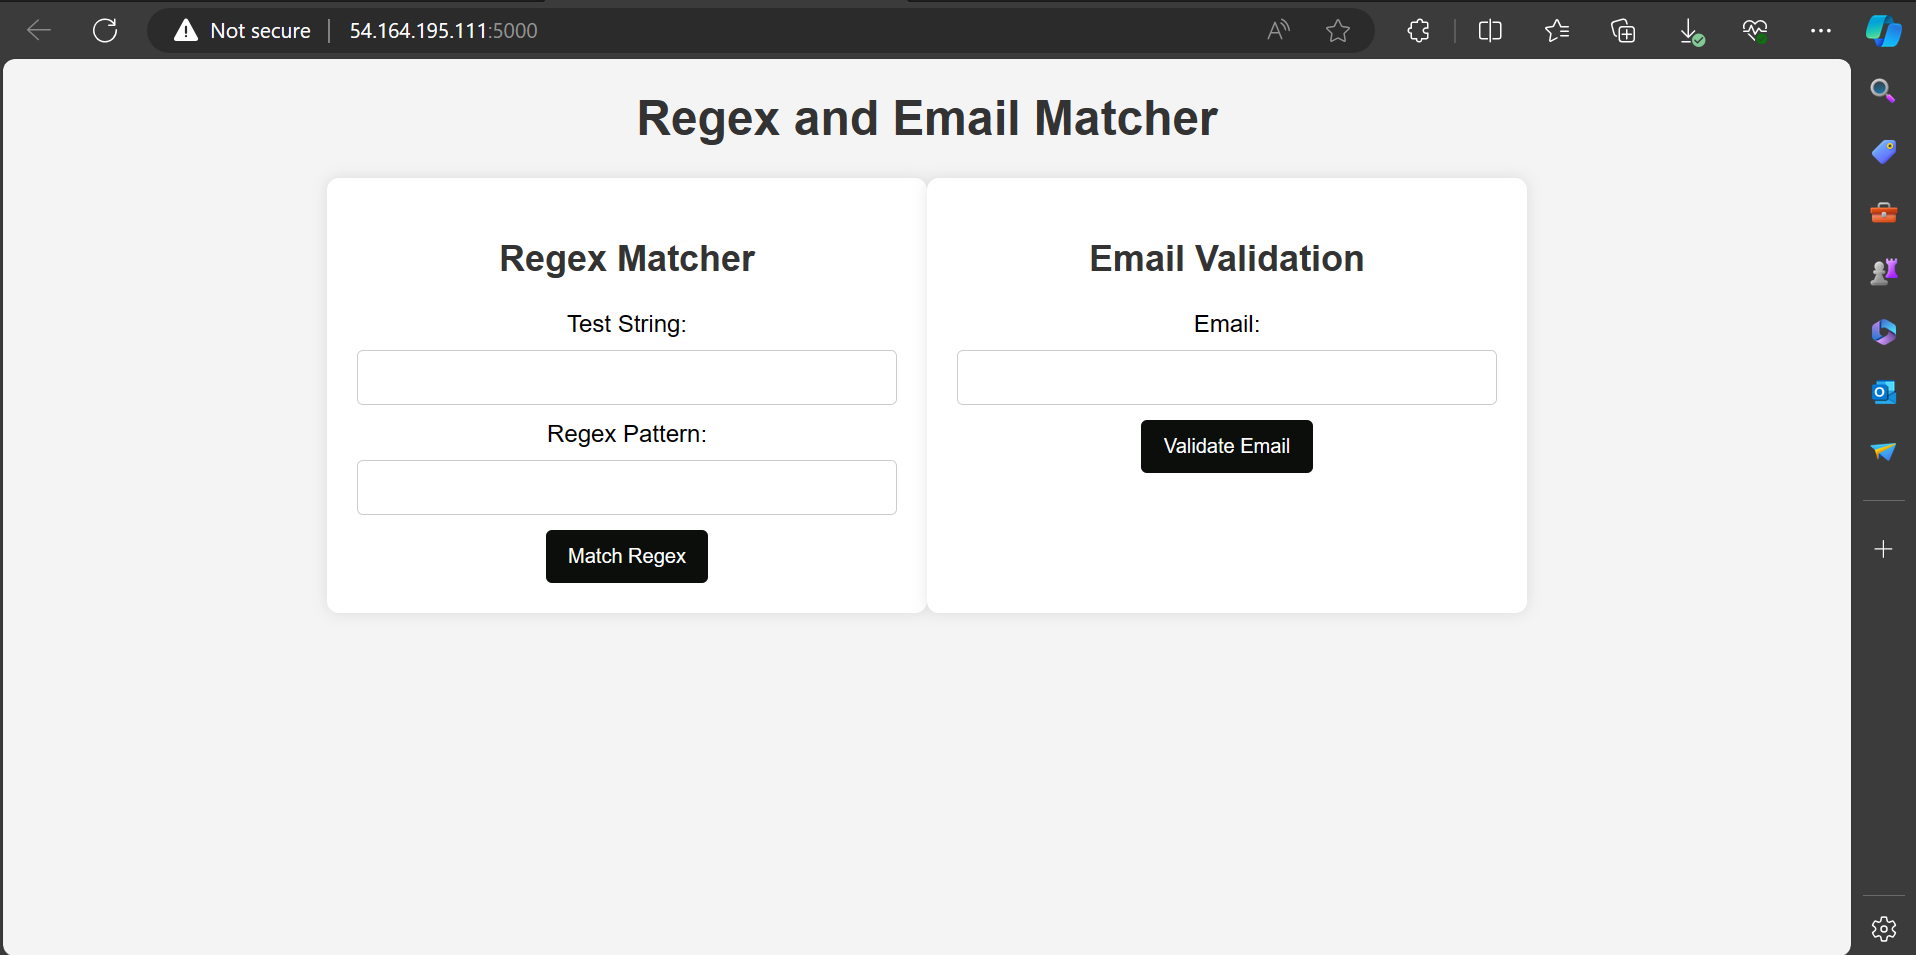 Not secure 54.164.195.111:5000
Regex and Email Matcher
Regex Matcher
Test String:
Regex Pattern:
Match Regex
Email Validation
Email:
Validate Email